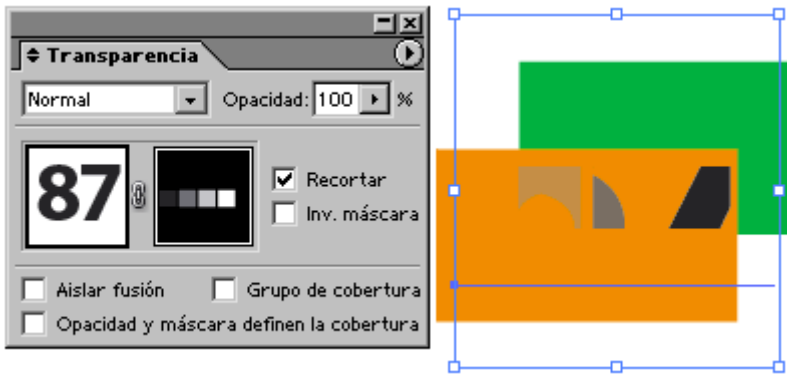 Transparencia
Normal Opacidad: 100 %
87
Recortar
Inv. máscara
Aislar fusión Grupo de cobertura
Opacidad y máscara definen la cobertura